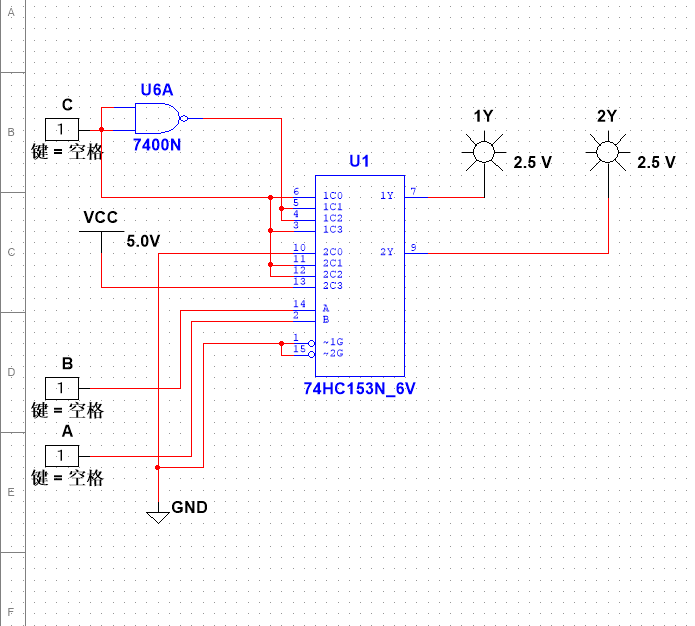 A
B
C
D
E
F
C
1
键 = 空格
U6A
7400N
VCC
5.0V
U1
1Y
2.5 V
2Y
2.5 V
6 1C0 1Y 7
5 1C1
4 1C2
3 1C3
10 2C0 2Y 9
11 2C1
12 2C2
13 2C3
14 A
2 B
1 ~1G
15 ~2G
74HC153N_6V
B
1
键 = 空格
A
1
键 = 空格
GND